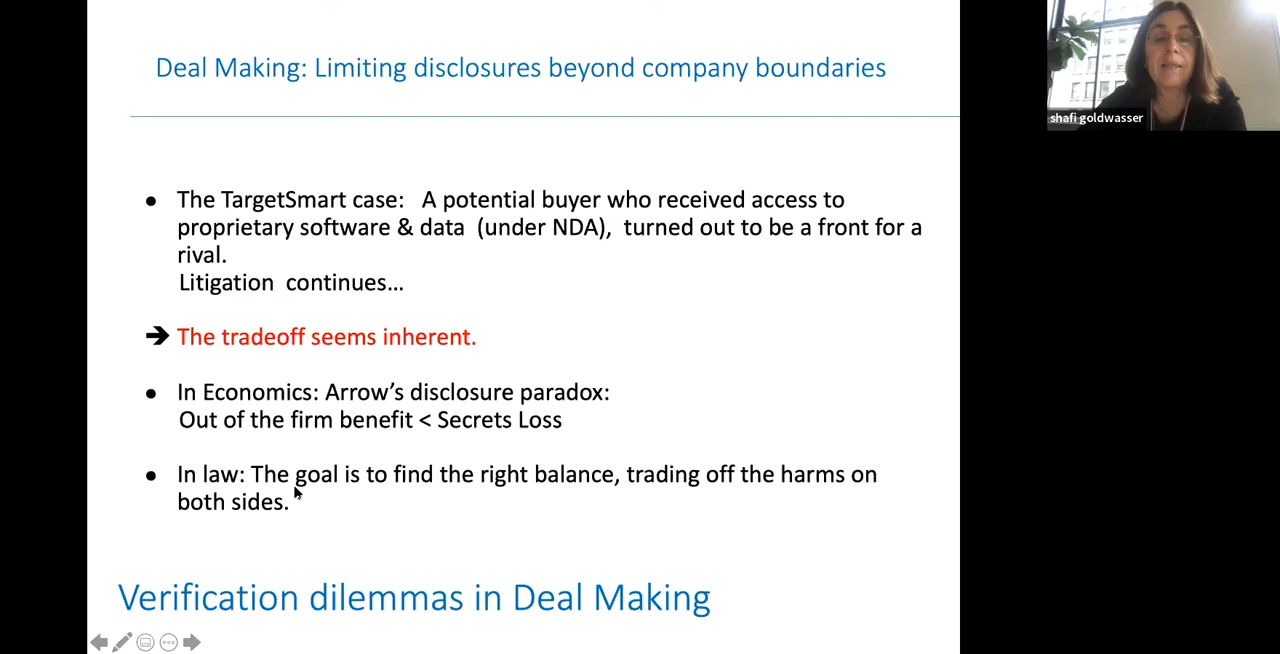 Deal Making: Limiting disclosures beyond company boundaries
shafi goldwasser
● The TargetSmart case: A potential buyer who received access to
proprietary software & data (under NDA), turned out to be a front for a
rival.
Litigation continues...
➔ The tradeoff seems inherent.
● In Economics: Arrow's disclosure paradox:
Out of the firm benefit < Secrets Loss
● In law: The goal is to find the right balance, trading off the harms on
both sides.
Verification dilemmas in Deal Making